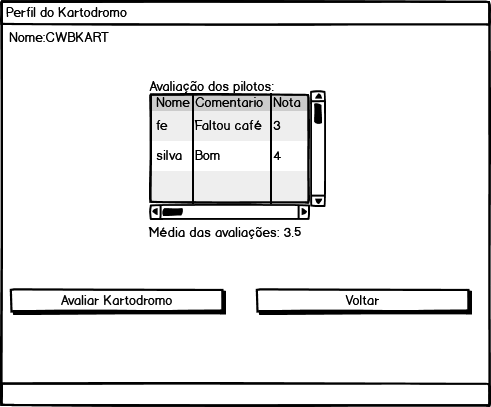 Perfil do Kartodromo
Nome:CWBKART
Avaliação dos pilotos:
Nome Comentario Nota
fe Faltou café 3
silva Bom 4
Média das avaliações: 3.5
Avaliar Kartodromo Voltar